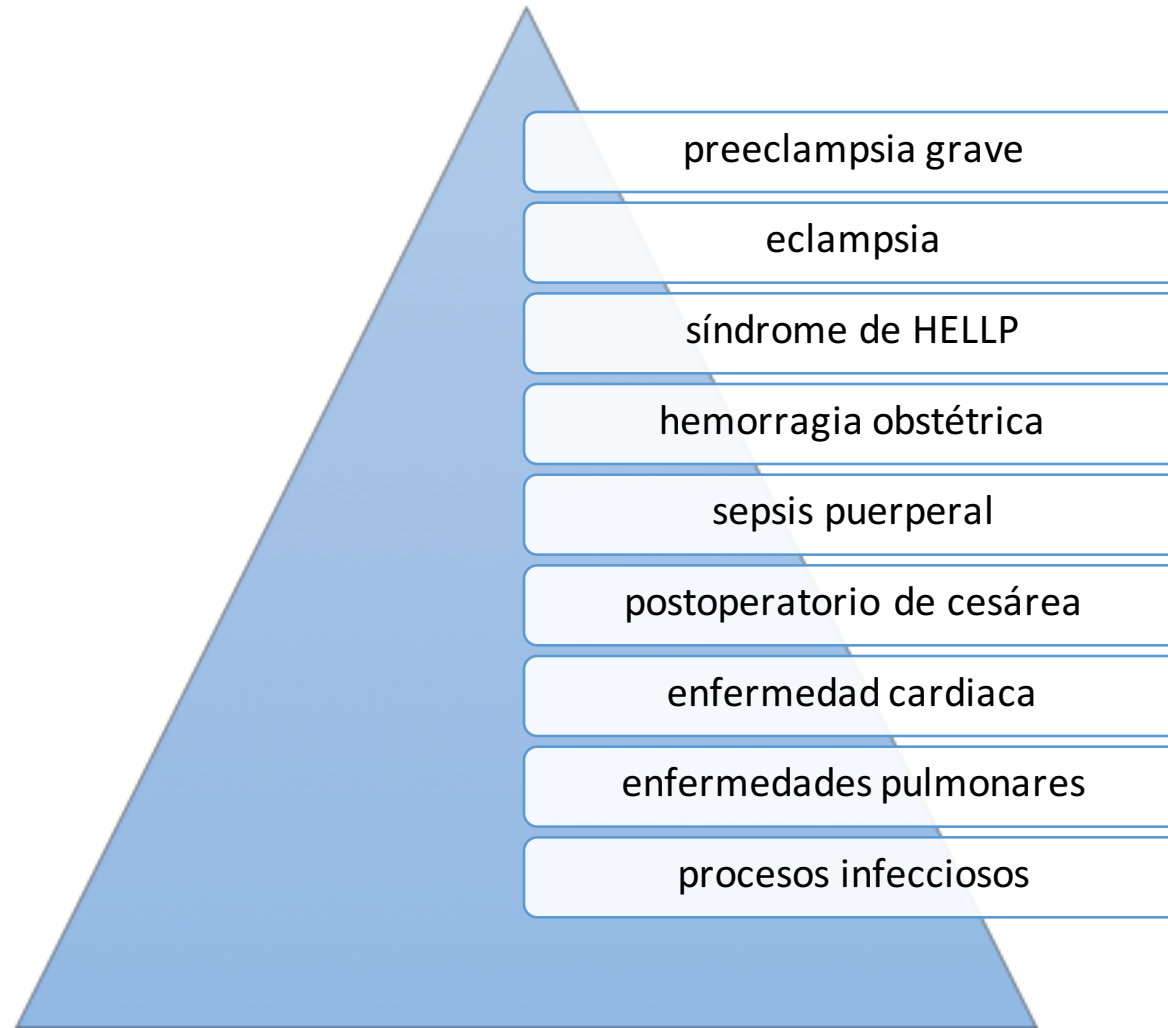 preeclampsia grave
eclampsia
síndrome de HELLP
hemorragia obstétrica
sepsis puerperal
postoperatorio de cesárea
enfermedad cardiaca
enfermedades pulmonares
procesos infecciosos